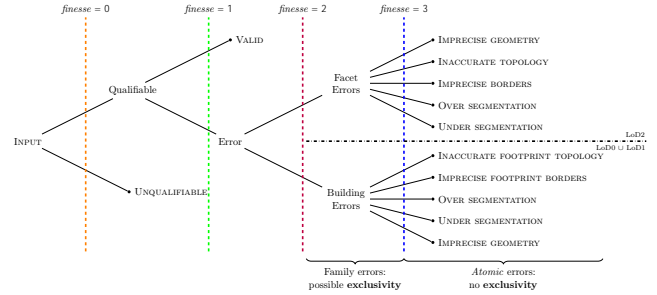 finesse = 0
finesse = 1
finesse = 2
finesse = 3
INPUT
Qualifiable
UNQUALIFIABLE
VALID
Error
Facet
Errors
IMPRECISE GEOMETRY
INACCURATE TOPOLOGY
IMPRECISE BORDERS
OVER SEGMENTATION
UNDER SEGMENTATION
LoD2
LoD0 ∪ LoD1
Building
Errors
INACCURATE FOOTPRINT TOPOLOGY
IMPRECISE FOOTPRINT BORDERS
OVER SEGMENTATION
UNDER SEGMENTATION
IMPRECISE GEOMETRY
Family errors:
possible exclusivity
Atomic errors:
no exclusivity